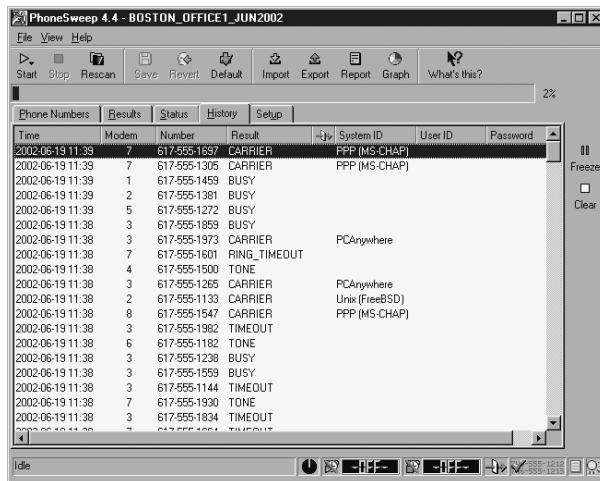 PhoneSweep 4.4 - BOSTON_OFFICE1_JUN2002
File View Help
Start Stop Rescan Save Revert Default Import Export Report Graph What's this?
2%
Phone Numbers Results Status History Setup
Time Modem Number Result System ID User ID Password
2002-06-19 11:39 7 617-555-1697 CARRIER PPP (MS-CHAP)
2002-06-19 11:39 7 617-555-1305 CARRIER PPP (MS-CHAP)
2002-06-19 11:39 1 617-555-1459 BUSY
2002-06-19 11:39 2 617-555-1381 BUSY
2002-06-19 11:39 5 617-555-1272 BUSY
2002-06-19 11:38 3 617-555-1859 BUSY
2002-06-19 11:38 3 617-555-1973 CARRIER PCAnywhere
2002-06-19 11:38 7 617-555-1601 RING_TIMEOUT
2002-06-19 11:38 4 617-555-1500 TONE
2002-06-19 11:38 3 617-555-1265 CARRIER PCAnywhere
2002-06-19 11:38 2 617-555-1133 CARRIER Unix (FreeBSD)
2002-06-19 11:38 8 617-555-1547 CARRIER PPP (MS-CHAP)
2002-06-19 11:38 3 617-555-1982 TIMEOUT
2002-06-19 11:38 6 617-555-1182 TONE
2002-06-19 11:38 3 617-555-1238 BUSY
2002-06-19 11:38 3 617-555-1559 BUSY
2002-06-19 11:38 3 617-555-1144 TIMEOUT
2002-06-19 11:38 7 617-555-1930 TONE
2002-06-19 11:38 3 617-555-1834 TIMEOUT
Freeze
Clear
Idle